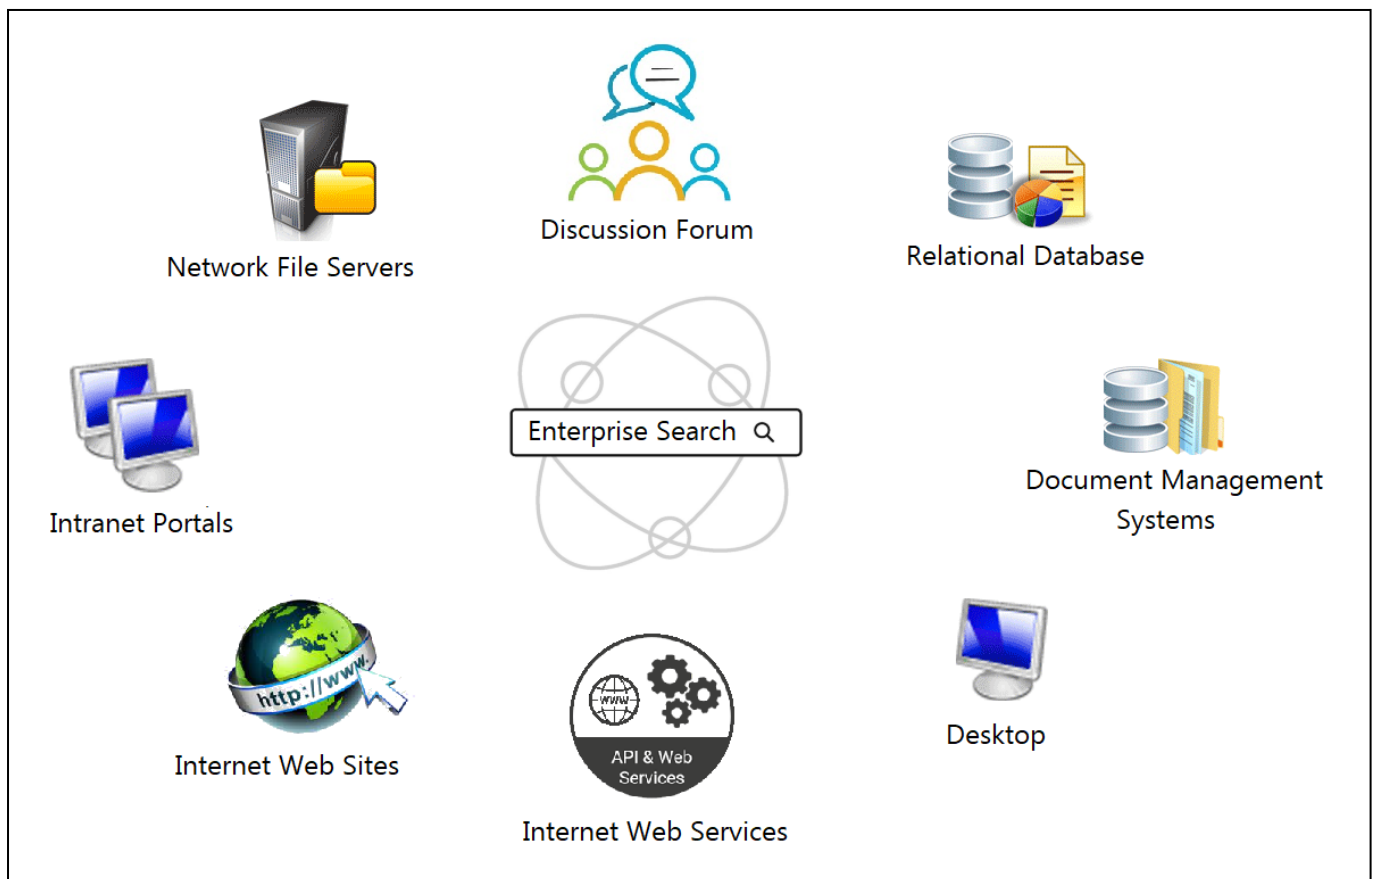 Discussion Forum
Network File Servers
Relational Database
Enterprise Search
Intranet Portals
Document Management
Systems
http://www.
Internet Web Sites
www
API & Web
Services
Internet Web Services
Desktop